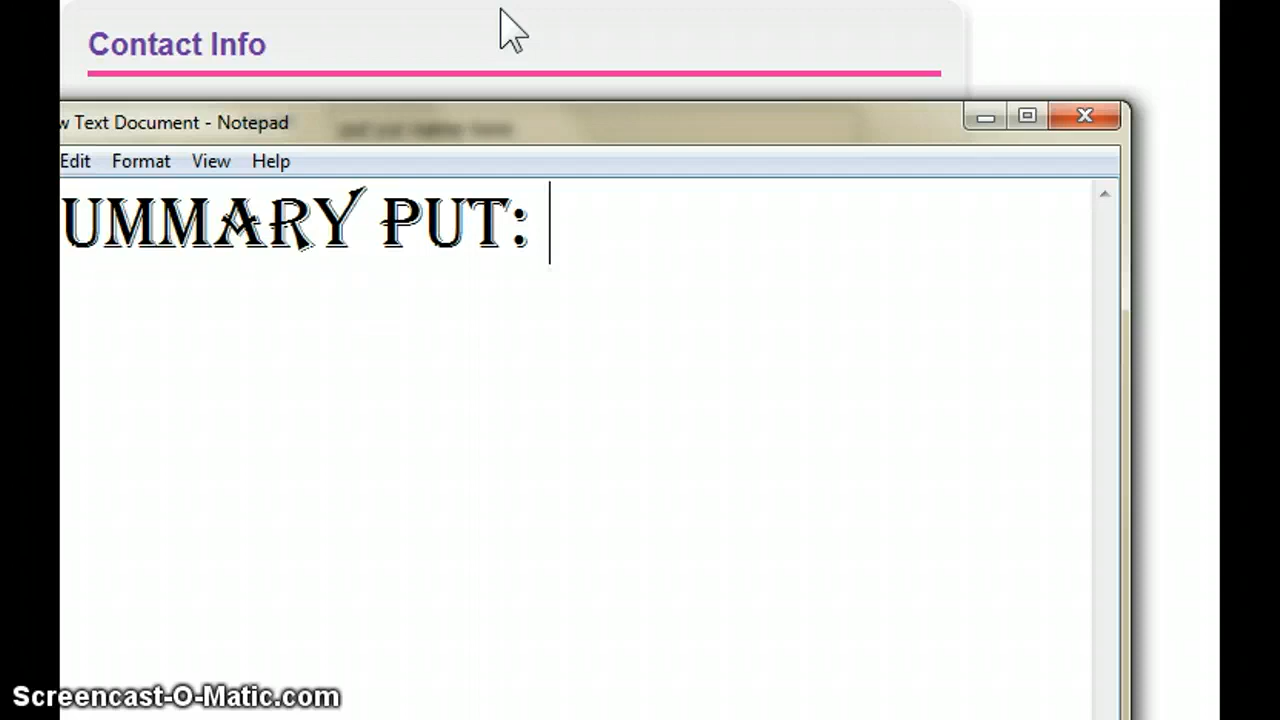 Contact Info
w Text Document - Notepad
Edit Format View Help
UMMARY PUT:
Screencast-O-Matic.com